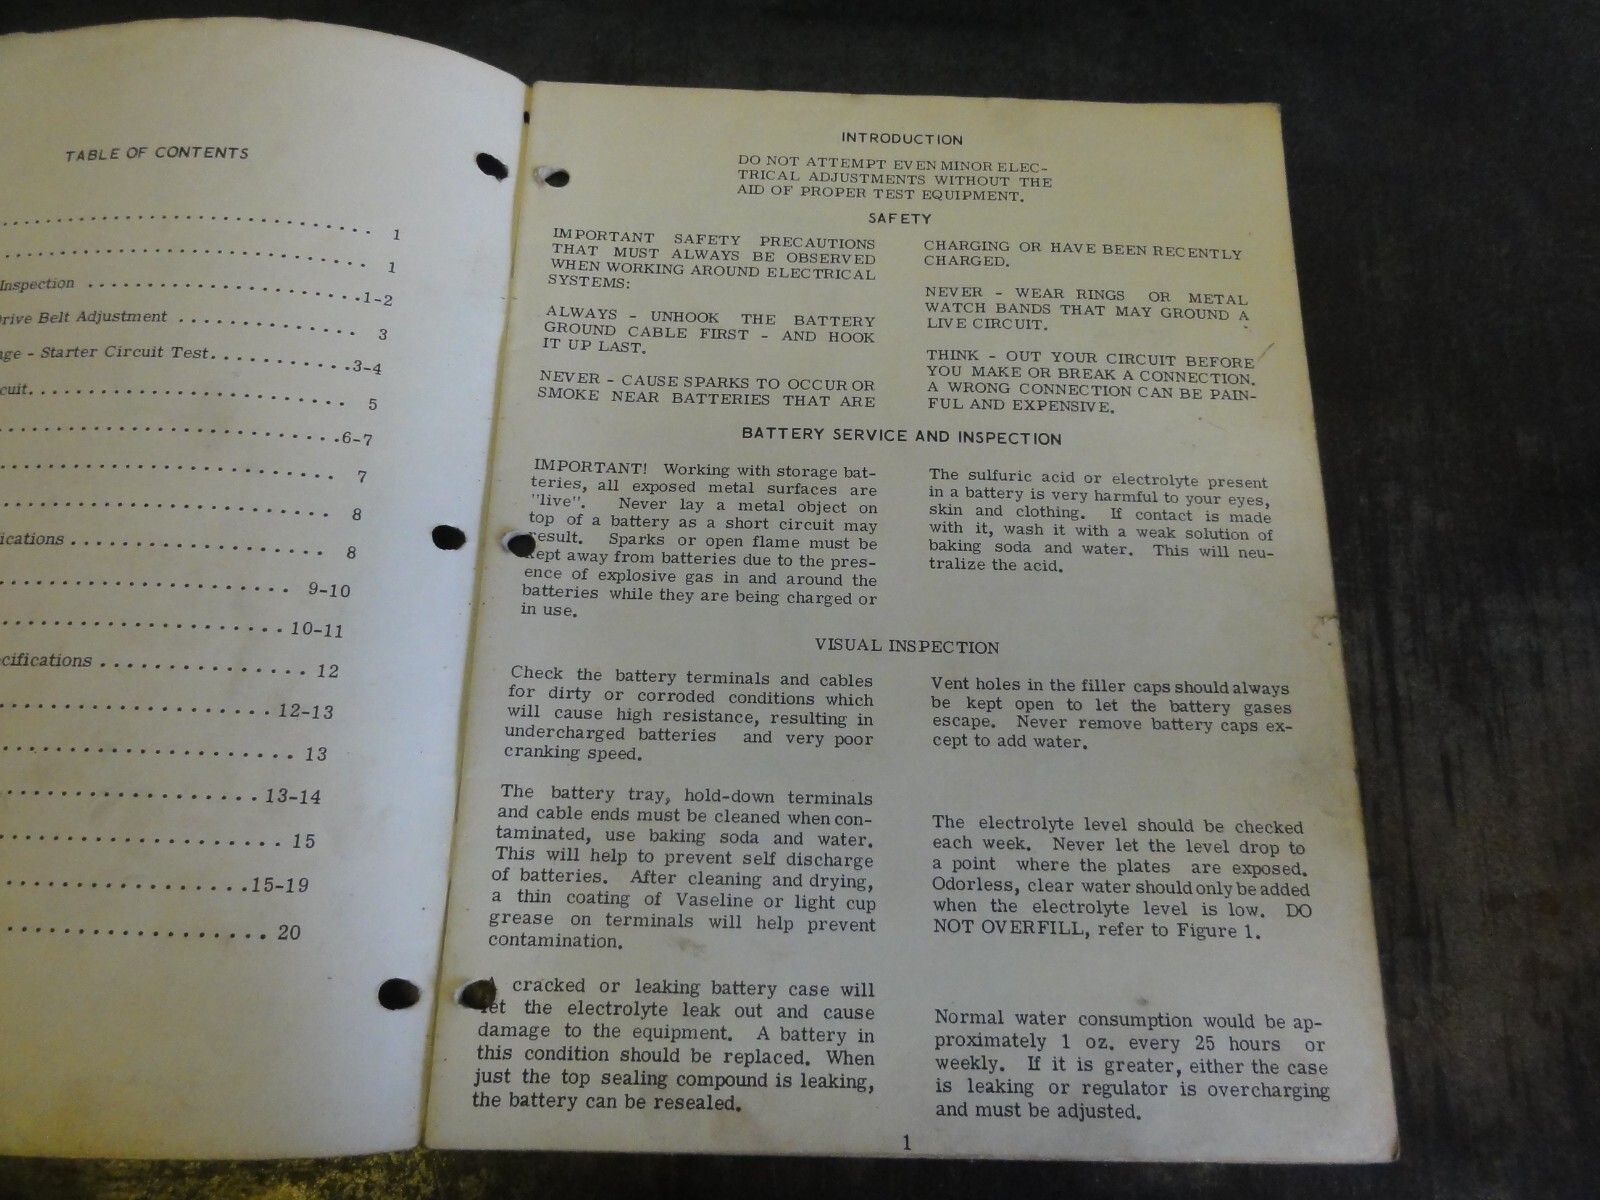 TABLE OF CONTENTS
. . . . . . . . . . . . . . . . . . . . . . . . . . . . . 1
. . . . . . . . . . . . . . . . . . . . . . . . . . . . . 1
Inspection . . . . . . . . . . . . . . . . . . . . . . 1-2
Drive Belt Adjustment . . . . . . . . . . . . . . 3
- Starter Circuit Test. . . . . . . . . . . 3-4
. . . . . . . . . . . . . . . . . . . . . . . . . . 5
. . . . . . . . . . . . . . . . . . . . . . . . . . . 6-7
. . . . . . . . . . . . . . . . . . . . . . . . . . . 7
. . . . . . . . . . . . . . . . . . . . . . . . . . . 8
. . . . . . . . . . . . . . . . . . . . 8
. . . . . . . . . . . . . . . . . . . . . . . . 9-10
. . . . . . . . . . . . . . . . . . . . . . . 10-11
. . . . . . . . . . . . . . . . . 12
. . . . . . . . . . . . . . . . . . . . . . 12-13
. . . . . . . . . . . . . . . . . . . . . . . . 13
. . . . . . . . . . . . . . . . . . . . . 13-14
. . . . . . . . . . . . . . . . . . . . . . . 15
. . . . . . . . . . . . . . . . . . . . 15-19
. . . . . . . . . . . . . . . . . . . . . 20
INTRODUCTION
DO NOT ATTEMPT EVEN MINOR ELEC-
TRICAL ADJUSTMENTS WITHOUT THE
AID OF PROPER TEST EQUIPMENT.
SAFETY
IMPORTANT SAFETY PRECAUTIONS
THAT MUST ALWAYS BE OBSERVED
WHEN WORKING AROUND ELECTRICAL
SYSTEMS:
ALWAYS - UNHOOK THE BATTERY
GROUND CABLE FIRST - AND HOOK
IT UP LAST.
NEVER - CAUSE SPARKS TO OCCUR OR
SMOKE NEAR BATTERIES THAT ARE
CHARGING OR HAVE BEEN RECENTLY
CHARGED.
NEVER - WEAR RINGS OR METAL
WATCH BANDS THAT MAY GROUND A
LIVE CIRCUIT.
THINK - OUT YOUR CIRCUIT BEFORE
YOU MAKE OR BREAK A CONNECTION.
A WRONG CONNECTION CAN BE PAIN-
FUL AND EXPENSIVE.
BATTERY SERVICE AND INSPECTION
IMPORTANT! Working with storage bat-
teries, all exposed metal surfaces are
"live". Never lay a metal object on
top of a battery as a short circuit may
result. Sparks or open flame must be
kept away from batteries due to the pres-
ence of explosive gas in and around the
batteries while they are being charged or
in use.
The sulfuric acid or electrolyte present
in a battery is very harmful to your eyes,
skin and clothing. If contact is made
with it, wash it with a weak solution of
baking soda and water. This will neu-
tralize the acid.
VISUAL INSPECTION
Check the battery terminals and cables
for dirty or corroded conditions which
will cause high resistance, resulting in
undercharged batteries and very poor
cranking speed.
The battery tray, hold-down terminals
and cable ends must be cleaned when con-
taminated, use baking soda and water.
This will help to prevent self discharge
of batteries. After cleaning and drying,
a thin coating of Vaseline or light cup
grease on terminals will help prevent
contamination.
A cracked or leaking battery case will
let the electrolyte leak out and cause
damage to the equipment. A battery in
this condition should be replaced. When
just the top sealing compound is leaking,
the battery can be resealed.
Vent holes in the filler caps should always
be kept open to let the battery gases
escape. Never remove battery caps ex-
cept to add water.
The electrolyte level should be checked
each week. Never let the level drop to
a point where the plates are exposed.
Odorless, clear water should only be added
when the electrolyte level is low. DO
NOT OVERFILL, refer to Figure 1.
Normal water consumption would be ap-
proximately 1 oz. every 25 hours or
weekly. If it is greater, either the case
is leaking or regulator is overcharging
and must be adjusted.
1